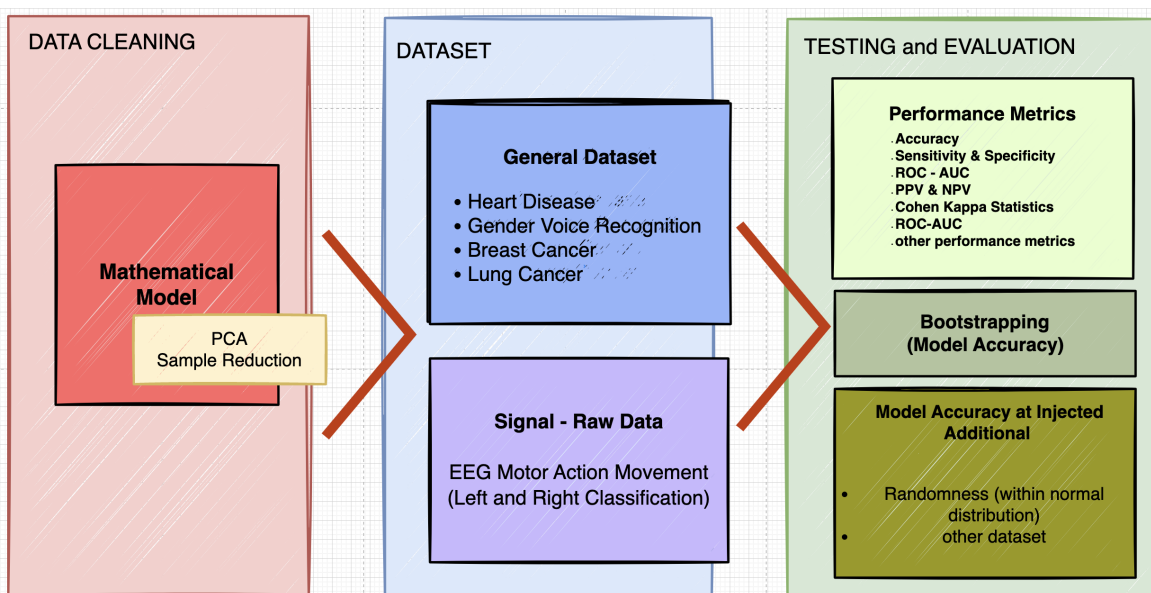 DATA CLEANING
Mathematical
Model
PCA
Sample Reduction
DATASET
General Dataset
• Heart Disease
• Gender Voice Recognition
• Breast Cancer
• Lung Cancer
Signal - Raw Data
EEG Motor Action Movement
(Left and Right Classification)
TESTING and EVALUATION
Performance Metrics
. Accuracy
. Sensitivity & Specificity
. ROC - AUC
. PPV & NPV
. Cohen Kappa Statistics
. ROC-AUC
. other performance metrics
Bootstrapping
(Model Accuracy)
Model Accuracy at Injected
Additional
• Randomness (within normal
distribution)
• other dataset